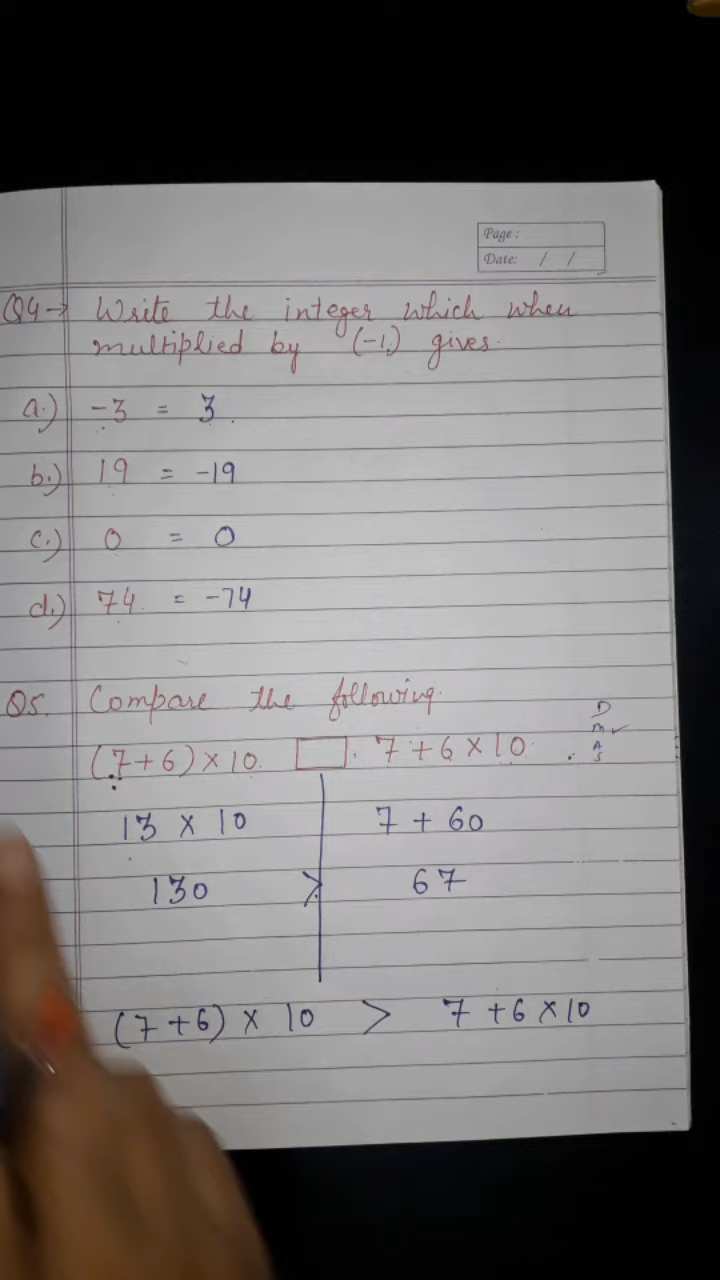 Page:
Date: / /
Q4→ Write the integer which when
multiplied by (-1) gives.
a.) -3 = 3.
b.) 19 = -19
c.) 0 = 0
d.) 74. = -74
Q5. Compare the following.
(7+6)×10. □. 7+6×10.
D
M✓
A
S
13 × 10 7 + 60
130 > 67
(7+6) × 10 > 7+6×10